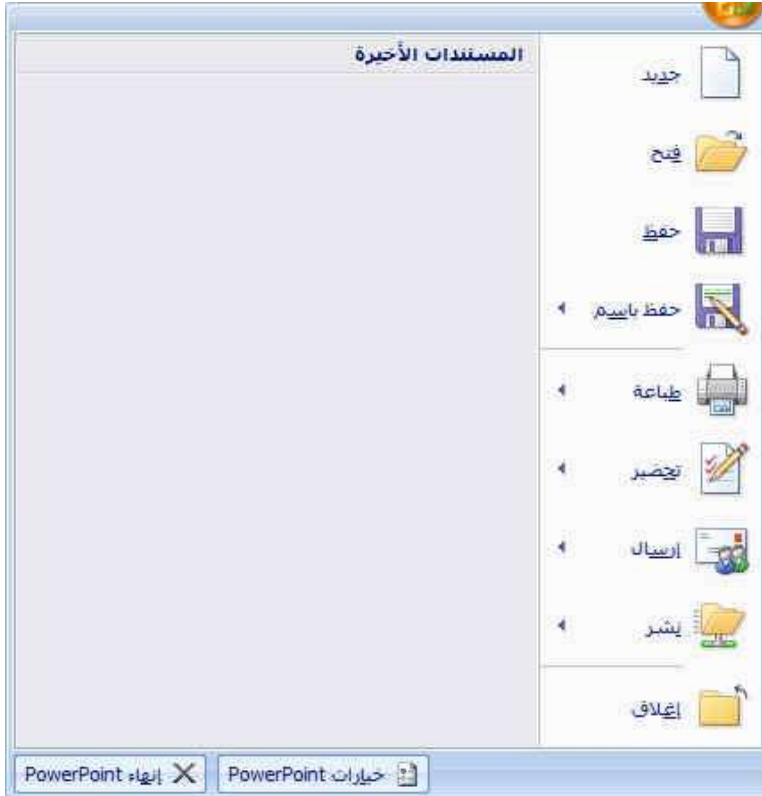 المستندات الأخيرة
جديد
فتح
حفظ
حفظ باسم
طباعة
تحضير
إرسال
نشر
إغلاق
خيارات PowerPoint
إنهاء PowerPoint